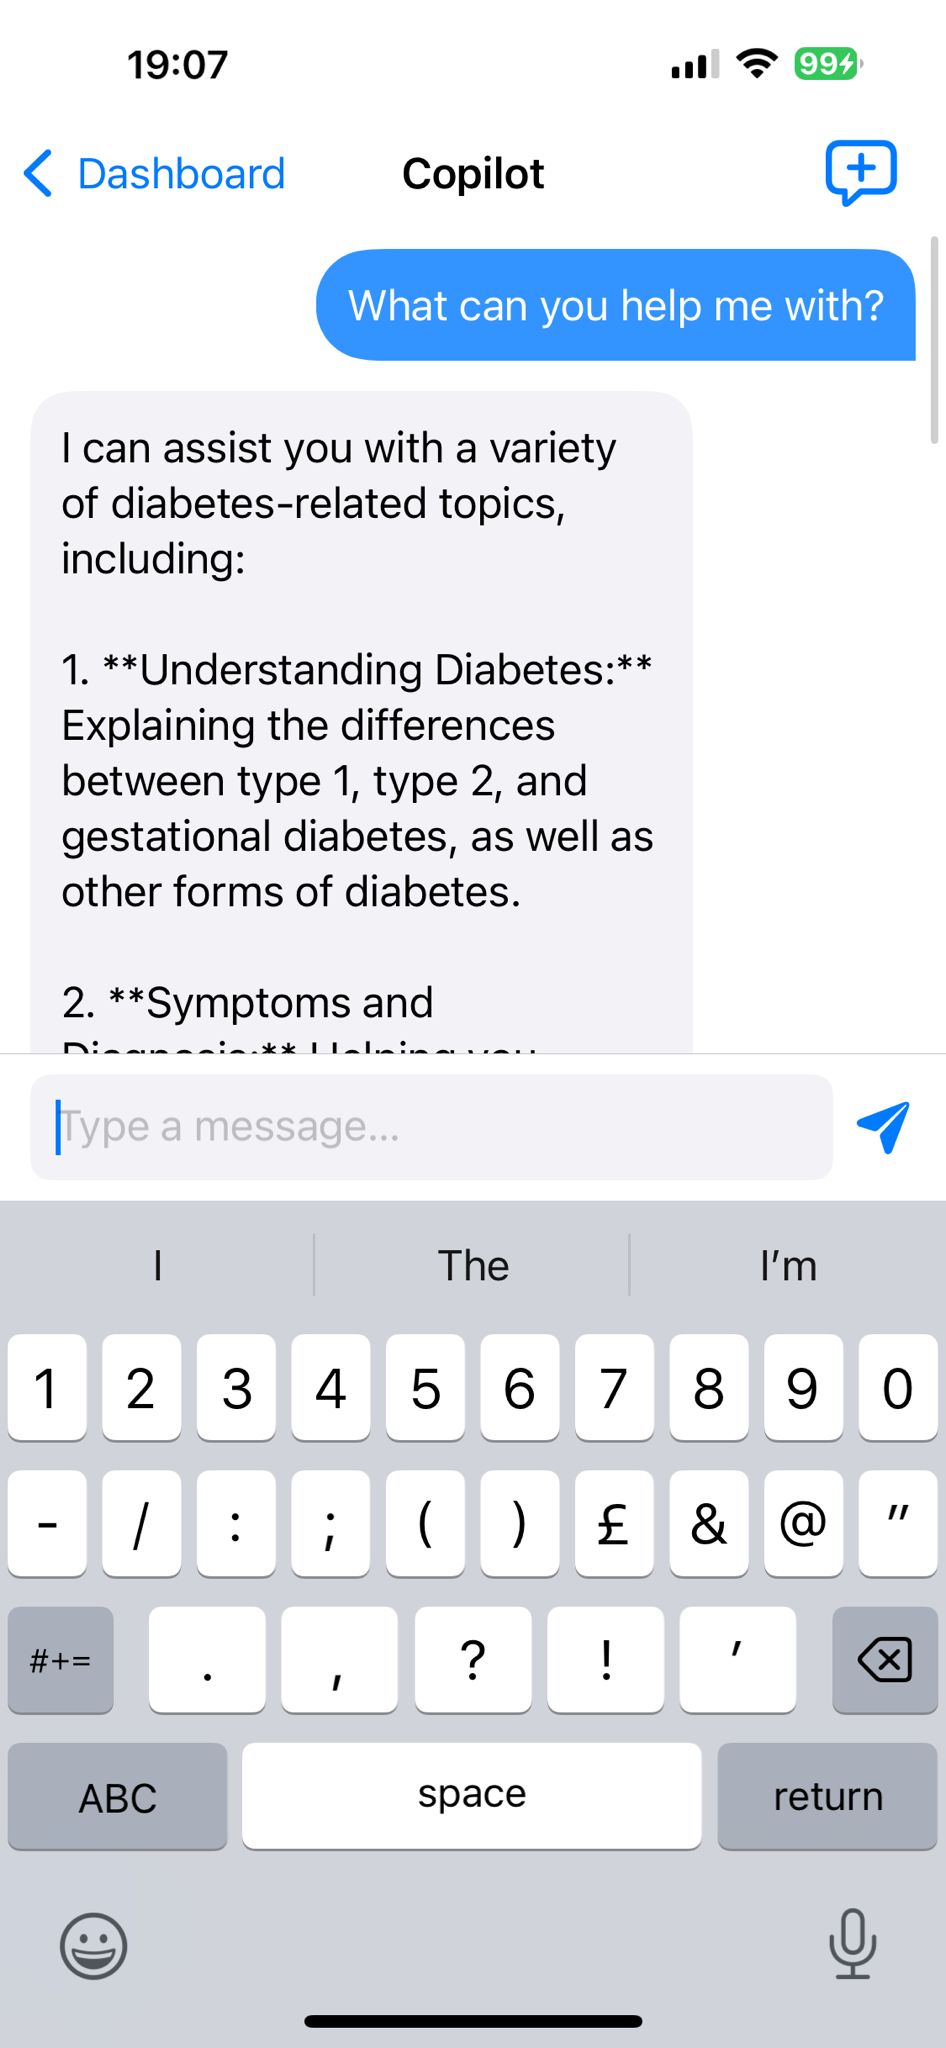 19:07
99
Dashboard
Copilot
What can you help me with?
I can assist you with a variety
of diabetes-related topics,
including:
1. **Understanding Diabetes:**
Explaining the differences
between type 1, type 2, and
gestational diabetes, as well as
other forms of diabetes.
2. **Symptoms and
Diagnosis:** Helping you
Type a message...
I The I’m
1 2 3 4 5 6 7 8 9 0
- / : ; ( ) £ & @ "
#+= . , ? ! ’
ABC space return